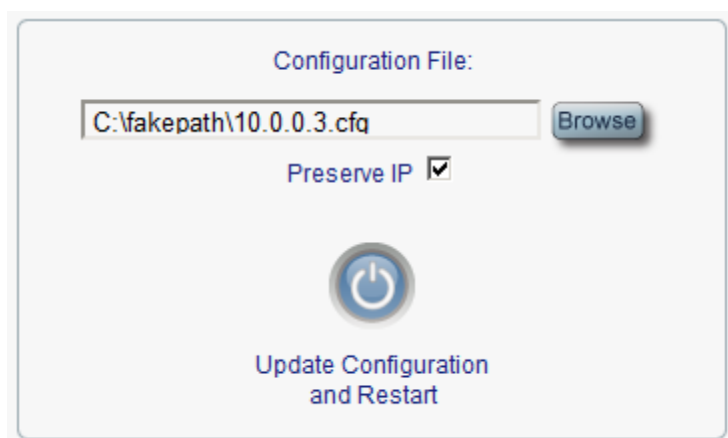 Configuration File:
C:\fakepath\10.0.0.3.cfg
Browse
Preserve IP
Update Configuration
and Restart